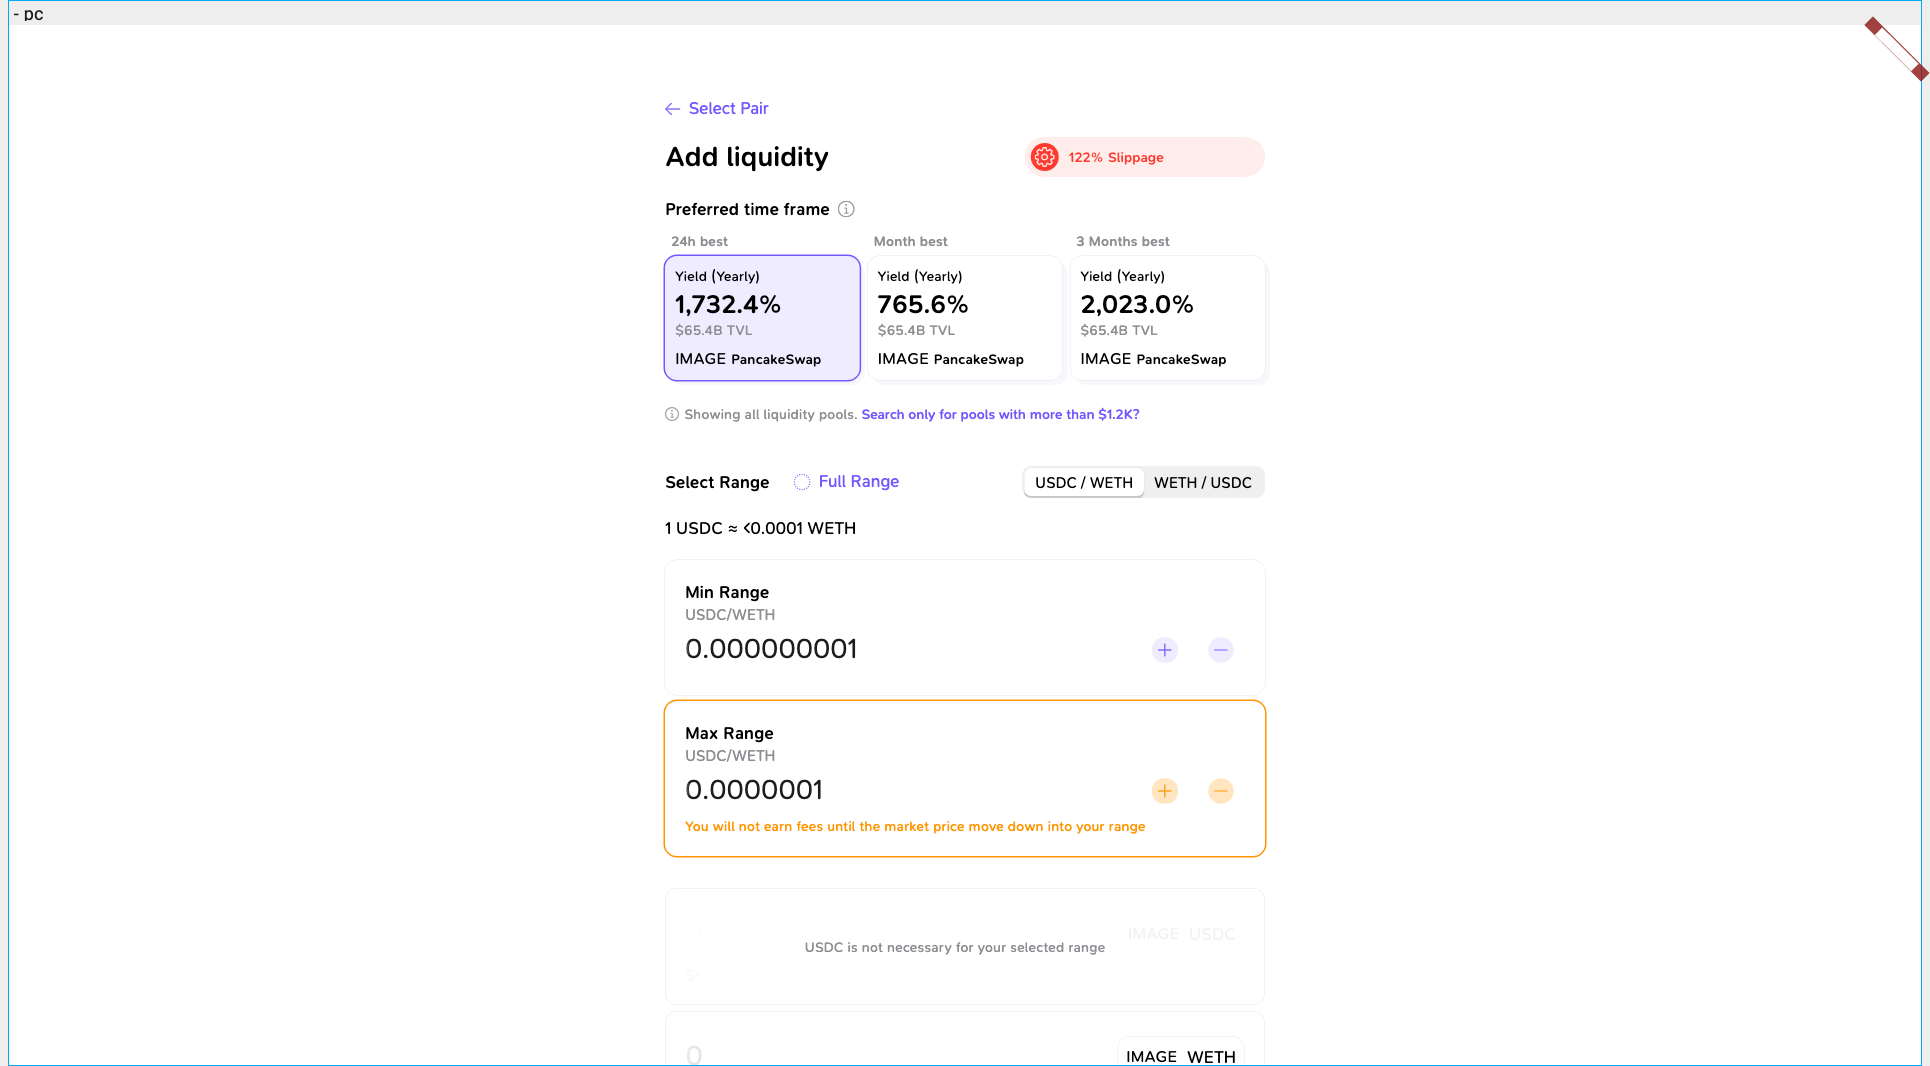 - pc
Select Pair
Add liquidity
122% Slippage
Preferred time frame
24h best
Month best
3 Months best
Yield (Yearly)
1,732.4%
$65.4B TVL
IMAGE PancakeSwap
Yield (Yearly)
765.6%
$65.4B TVL
IMAGE PancakeSwap
Yield (Yearly)
2,023.0%
$65.4B TVL
IMAGE PancakeSwap
Showing all liquidity pools. Search only for pools with more than $1.2K?
Select Range
Full Range
USDC / WETH
WETH / USDC
1 USDC ≈ <0.0001 WETH
Min Range
USDC/WETH
0.000000001
Max Range
USDC/WETH
0.0000001
You will not earn fees until the market price move down into your range
IMAGE USDC
USDC is not necessary for your selected range
0
IMAGE WETH